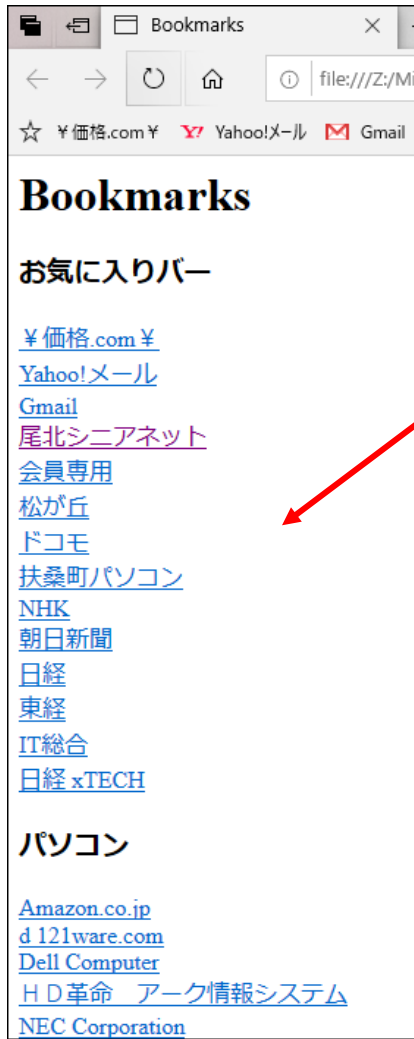 Bookmarks
file:///Z:/Mi
￥価格.com￥ Yahoo!メール Gmail
Bookmarks
お気に入りバー
￥価格.com￥
Yahoo!メール
Gmail
尾北シニアネット
会員専用
松が丘
ドコモ
扶桑町パソコン
NHK
朝日新聞
日経
東経
IT総合
日経 xTECH
パソコン
Amazon.co.jp
d 121ware.com
Dell Computer
ＨＤ革命　アーク情報システム
NEC Corporation